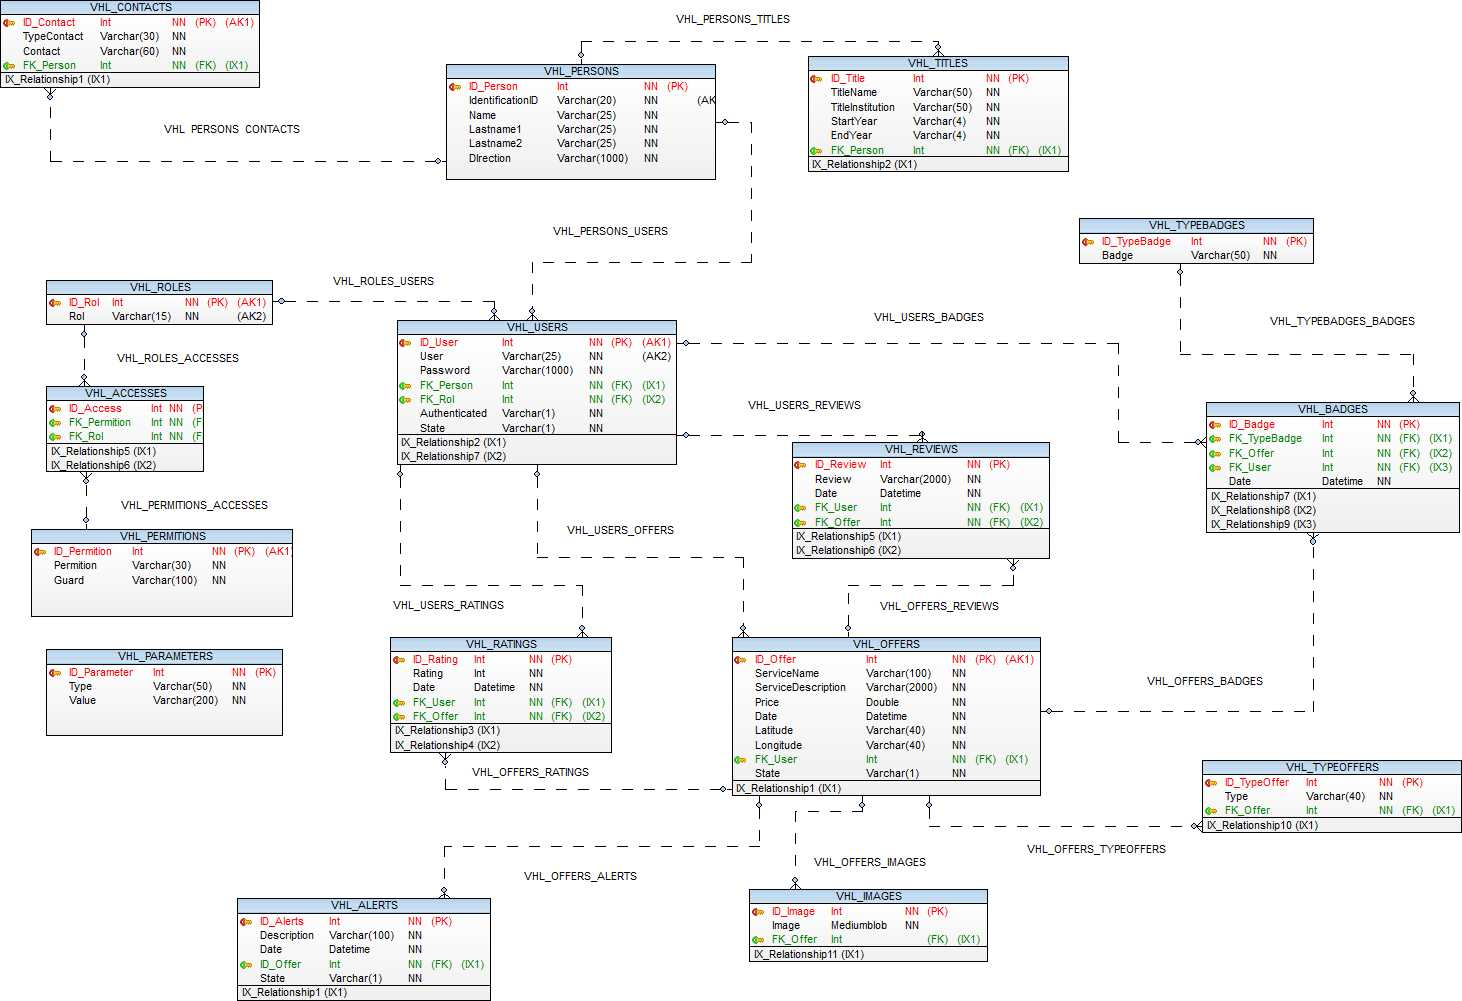 VHL_CONTACTS
ID_Contact Int NN (PK) (AK1)
TypeContact Varchar(30) NN
Contact Varchar(60) NN
FK_Person Int NN (FK) (IX1)
IX_Relationship1 (IX1)
VHL_PERSONS_TITLES
VHL_PERSONS
ID_Person Int NN (PK)
IdentificationID Varchar(20) NN (AK
Name Varchar(25) NN
Lastname1 Varchar(25) NN
Lastname2 Varchar(25) NN
DIrection Varchar(1000) NN
VHL_TITLES
ID_Title Int NN (PK)
TitleName Varchar(50) NN
TitleInstitution Varchar(50) NN
StartYear Varchar(4) NN
EndYear Varchar(4) NN
FK_Person Int NN (FK) (IX1)
IX_Relationship2 (IX1)
VHL_PERSONS_CONTACTS
VHL_PERSONS_USERS
VHL_TYPEBADGES
ID_TypeBadge Int NN (PK)
Badge Varchar(50) NN
VHL_ROLES
ID_Rol Int NN (PK) (AK1)
Rol Varchar(15) NN (AK2)
VHL_ROLES_USERS
VHL_USERS
ID_User Int NN (PK) (AK1)
User Varchar(25) NN (AK2)
Password Varchar(1000) NN
FK_Person Int NN (FK) (IX1)
FK_Rol Int NN (FK) (IX2)
Authenticated Varchar(1) NN
State Varchar(1) NN
IX_Relationship2 (IX1)
IX_Relationship7 (IX2)
VHL_USERS_BADGES
VHL_TYPEBADGES_BADGES
VHL_ROLES_ACCESSES
VHL_ACCESSES
ID_Access Int NN (P
FK_Permition Int NN (F
FK_Rol Int NN (F
IX_Relationship5 (IX1)
IX_Relationship6 (IX2)
VHL_USERS_REVIEWS
VHL_BADGES
ID_Badge Int NN (PK)
FK_TypeBadge Int NN (FK) (IX1)
FK_Offer Int NN (FK) (IX2)
FK_User Int NN (FK) (IX3)
Date Datetime NN
IX_Relationship7 (IX1)
IX_Relationship8 (IX2)
IX_Relationship9 (IX3)
VHL_REVIEWS
ID_Review Int NN (PK)
Review Varchar(2000) NN
Date Datetime NN
FK_User Int NN (FK) (IX1)
FK_Offer Int NN (FK) (IX2)
IX_Relationship5 (IX1)
IX_Relationship6 (IX2)
VHL_PERMITIONS_ACCESSES
VHL_PERMITIONS
ID_Permition Int NN (PK) (AK1)
Permition Varchar(30) NN
Guard Varchar(100) NN
VHL_USERS_OFFERS
VHL_USERS_RATINGS
VHL_OFFERS_REVIEWS
VHL_PARAMETERS
ID_Parameter Int NN (PK)
Type Varchar(50) NN
Value Varchar(200) NN
VHL_RATINGS
ID_Rating Int NN (PK)
Rating Int NN
Date Datetime NN
FK_User Int NN (FK) (IX1)
FK_Offer Int NN (FK) (IX2)
IX_Relationship3 (IX1)
IX_Relationship4 (IX2)
VHL_OFFERS
ID_Offer Int NN (PK) (AK1)
ServiceName Varchar(100) NN
ServiceDescription Varchar(2000) NN
Price Double NN
Date Datetime NN
Latitude Varchar(40) NN
Longitude Varchar(40) NN
FK_User Int NN (FK) (IX1)
State Varchar(1) NN
IX_Relationship1 (IX1)
VHL_OFFERS_BADGES
VHL_OFFERS_RATINGS
VHL_TYPEOFFERS
ID_TypeOffer Int NN (PK)
Type Varchar(40) NN
FK_Offer Int NN (FK) (IX1)
IX_Relationship10 (IX1)
VHL_OFFERS_TYPEOFFERS
VHL_OFFERS_IMAGES
VHL_OFFERS_ALERTS
VHL_ALERTS
ID_Alerts Int NN (PK)
Description Varchar(100) NN
Date Datetime NN
ID_Offer Int NN (FK) (IX1)
State Varchar(1) NN
IX_Relationship1 (IX1)
VHL_IMAGES
ID_Image Int NN (PK)
Image Mediumblob NN
FK_Offer Int (FK) (IX1)
IX_Relationship11 (IX1)